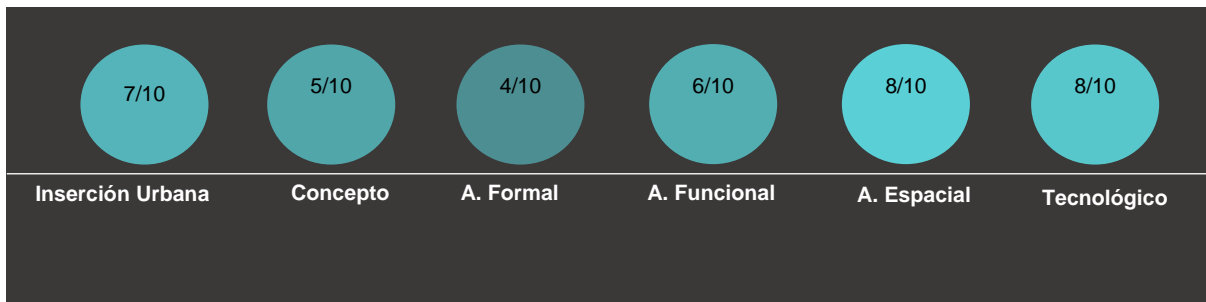 7/10 5/10 4/10 6/10 8/10 8/10
Inserción Urbana Concepto A. Formal A. Funcional A. Espacial Tecnológico